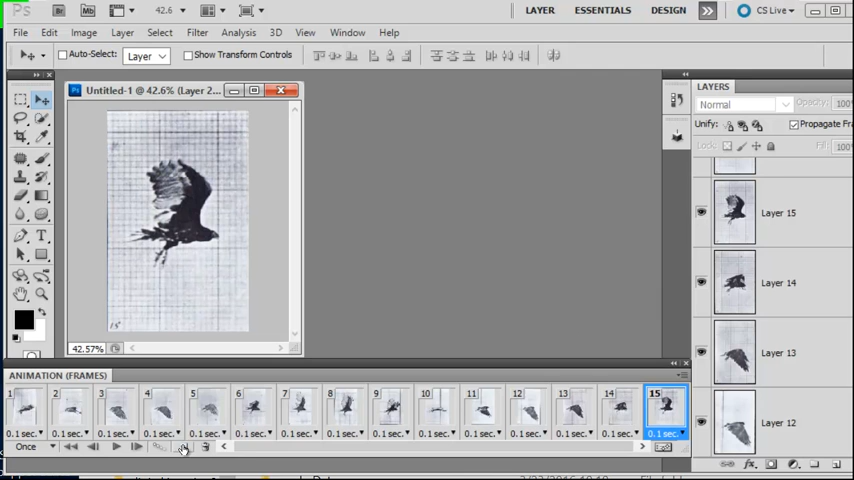 Ps Br Mb 42.6 LAYER ESSENTIALS DESIGN CS Live
File Edit Image Layer Select Filter Analysis 3D View Window Help
Auto-Select: Layer Show Transform Controls
Untitled-1 @ 42.6% (Layer 2...
LAYERS
Normal Opacity: 100%
Unify: Propagate Fra
Lock: Fill: 100%
Layer 15
Layer 14
Layer 13
Layer 12
42.57%
ANIMATION (FRAMES)
1 2 3 4 5 6 7 8 9 10 11 12 13 14 15
0.1 sec. 0.1 sec. 0.1 sec. 0.1 sec. 0.1 sec. 0.1 sec. 0.1 sec. 0.1 sec. 0.1 sec. 0.1 sec. 0.1 sec. 0.1 sec. 0.1 sec. 0.1 sec. 0.1 sec.
Once